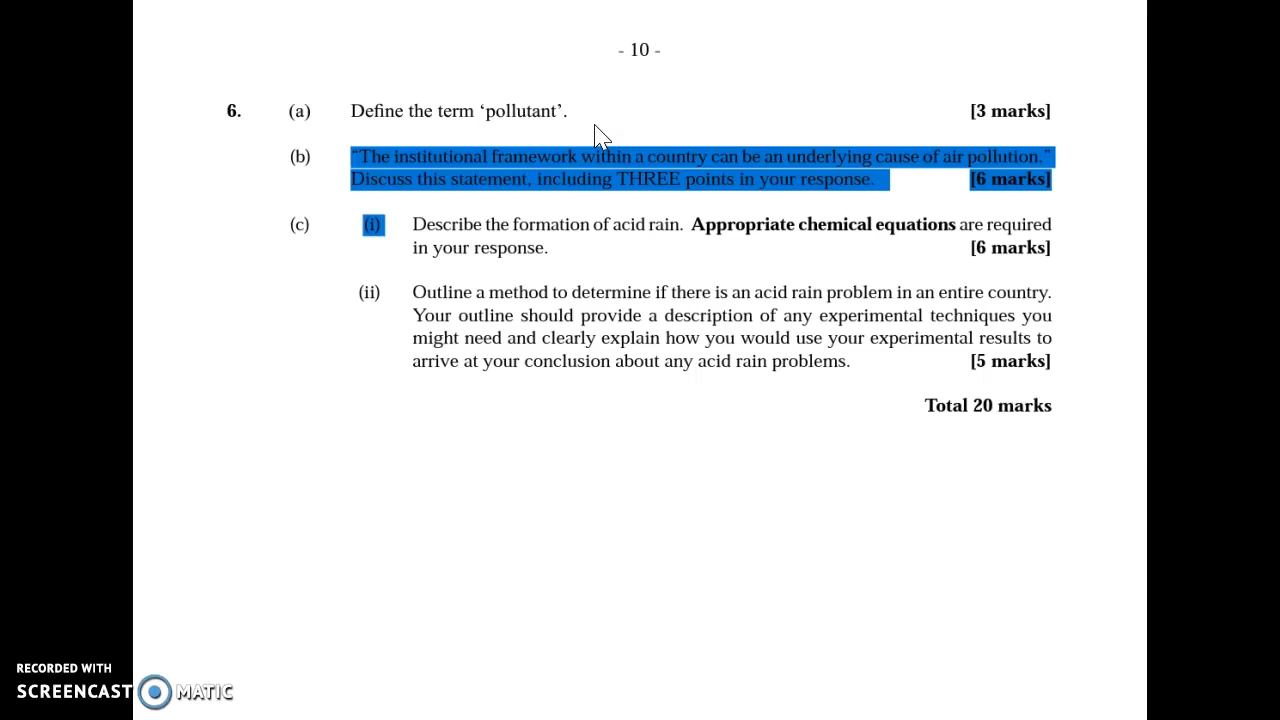 - 10 -
6. (a) Define the term ‘pollutant’. [3 marks]
(b) “The institutional framework within a country can be an underlying cause of air pollution.”
Discuss this statement, including THREE points in your response. [6 marks]
(c) (i) Describe the formation of acid rain. Appropriate chemical equations are required
in your response. [6 marks]
(ii) Outline a method to determine if there is an acid rain problem in an entire country.
Your outline should provide a description of any experimental techniques you
might need and clearly explain how you would use your experimental results to
arrive at your conclusion about any acid rain problems. [5 marks]
Total 20 marks
RECORDED WITH
SCREENCAST MATIC